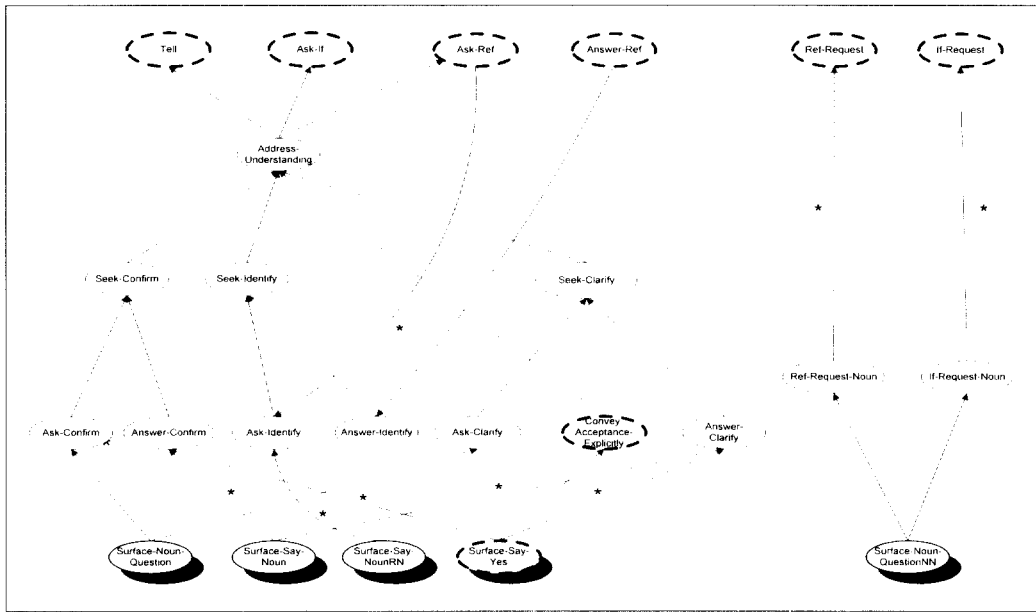 Tell
Ask-If
Ask-Ref
Answer-Ref
Ref-Request
If-Request
Address-
Understanding
*
*
Seek-Confirm
Seek-Identify
Seek-Clarify
*
Ref-Request-Noun
If-Request-Noun
Ask-Confirm
Answer-Confirm
Ask-Identify
Answer-Identify
Ask-Clarify
Convey
Acceptance-
Explicitly
Answer-
Clarify
*
*
*
*
*
Surface-Noun-
Question
Surface-Say-
Noun
Surface-Say-
NounRN
Surface-Say-
Yes
Surface-Noun-
QuestionNN